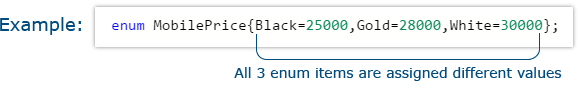 Example: enum MobilePrice{Black=25000,Gold=28000,White=30000};
All 3 enum items are assigned different values